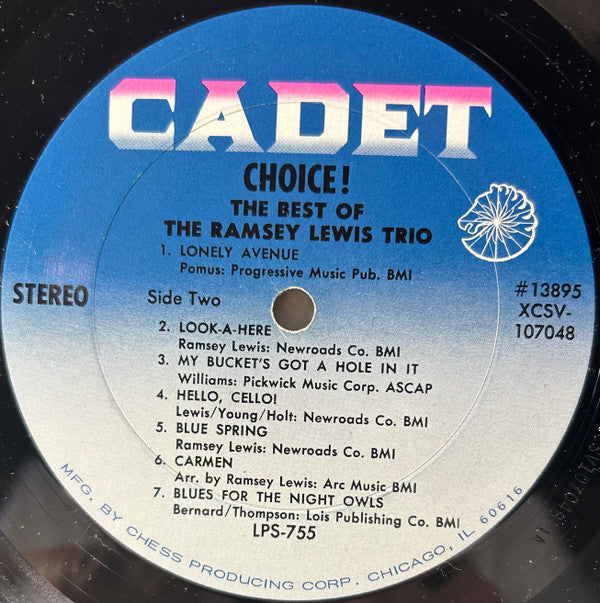 CADET
CHOICE!
THE BEST OF
THE RAMSEY LEWIS TRIO
1. LONELY AVENUE
Pomus: Progressive Music Pub. BMI
STEREO
Side Two
#13895
XCSV-
107048
2. LOOK-A-HERE
Ramsey Lewis: Newroads Co. BMI
3. MY BUCKET'S GOT A HOLE IN IT
Williams: Pickwick Music Corp. ASCAP
4. HELLO, CELLO!
Lewis/Young/Holt: Newroads Co. BMI
5. BLUE SPRING
Ramsey Lewis: Newroads Co. BMI
6. CARMEN
Arr. by Ramsey Lewis: Arc Music BMI
7. BLUES FOR THE NIGHT OWLS
Bernard/Thompson: Lois Publishing Co. BMI
LPS-755
MFG. BY CHESS PRODUCING CORP. CHICAGO, IL 60616